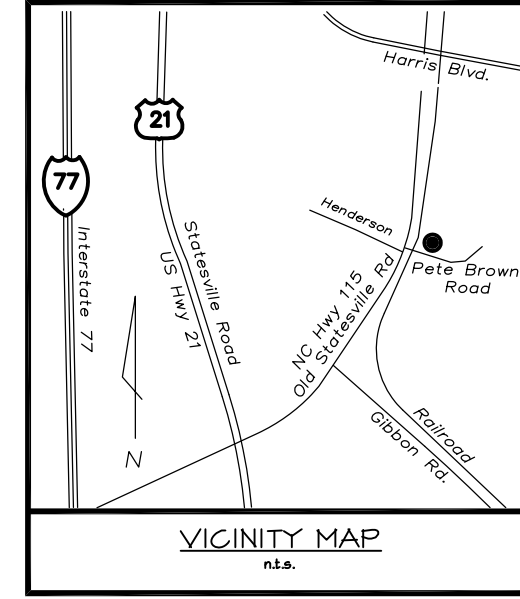 Harris Blvd.
21
77
Henderson
Pete Brown
Road
Interstate 77
Statesville Road
US Hwy 21
NC Hwy 115
Old Statesville Rd
Railroad
Gibbon Rd.
N
VICINITY MAP
n.t.s.